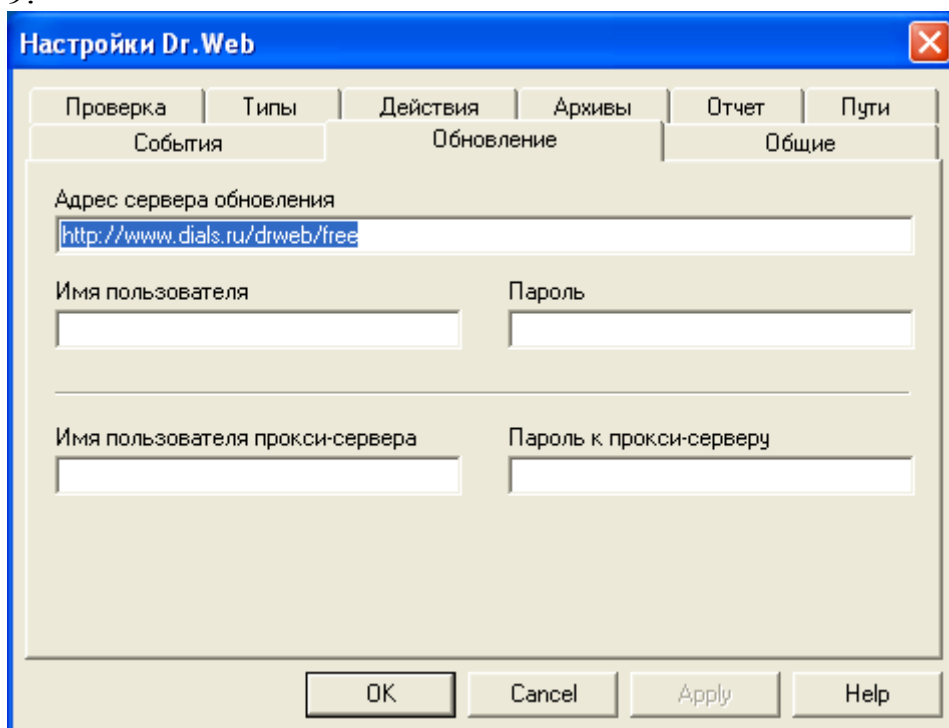 9.
Настройки Dr.Web
Проверка Типы Действия Архивы Отчет Пути
События Обновление Общие
Адрес сервера обновления
http://www.dials.ru/drweb/free
Имя пользователя Пароль
Имя пользователя прокси-сервера Пароль к прокси-серверу
OK Cancel Apply Help